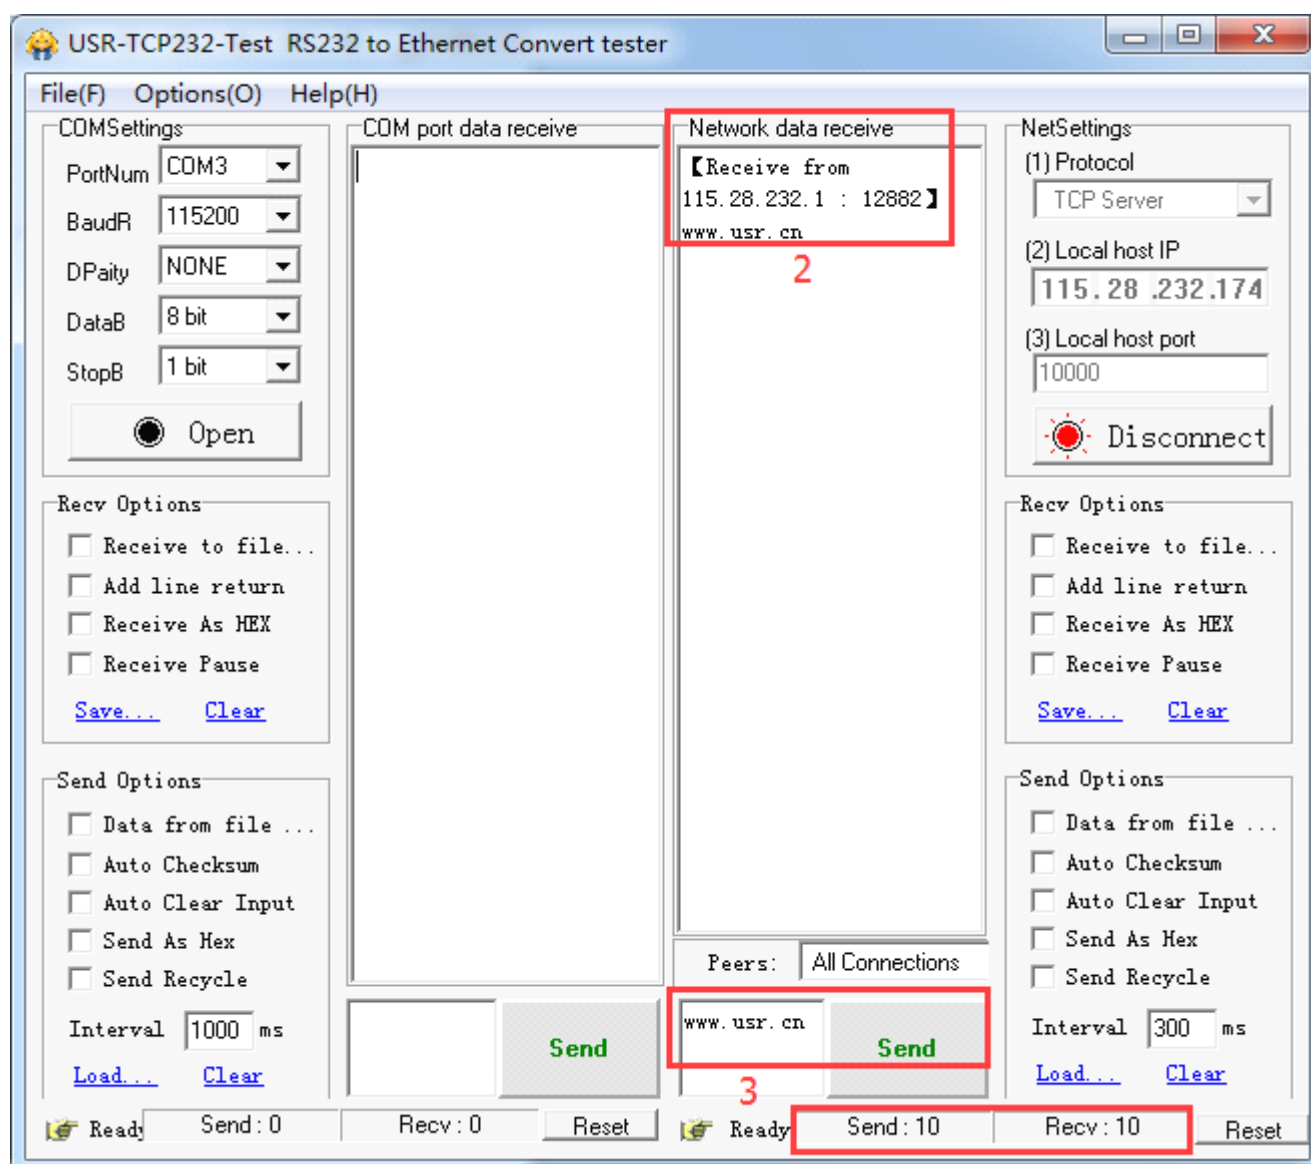 USR-TCP232-Test RS232 to Ethernet Convert tester
File(F) Options(O) Help(H)
COMSettings
PortNum COM3
BaudR 115200
DPaity NONE
DataB 8 bit
StopB 1 bit
Open
Recv Options
Receive to file...
Add line return
Receive As HEX
Receive Pause
Save... Clear
Send Options
Data from file ...
Auto Checksum
Auto Clear Input
Send As Hex
Send Recycle
Interval 1000 ms
Load... Clear
COM port data receive
Send
Network data receive
【Receive from
115.28.232.1 : 12882】
www.usr.cn
2
Peers: All Connections
www.usr.cn
Send
3
NetSettings
(1) Protocol
TCP Server
(2) Local host IP
115.28.232.174
(3) Local host port
10000
Disconnect
Recv Options
Receive to file...
Add line return
Receive As HEX
Receive Pause
Save... Clear
Send Options
Data from file ...
Auto Checksum
Auto Clear Input
Send As Hex
Send Recycle
Interval 300 ms
Load... Clear
Ready Send : 0 Recv : 0 Reset
Ready Send : 10 Recv : 10 Reset